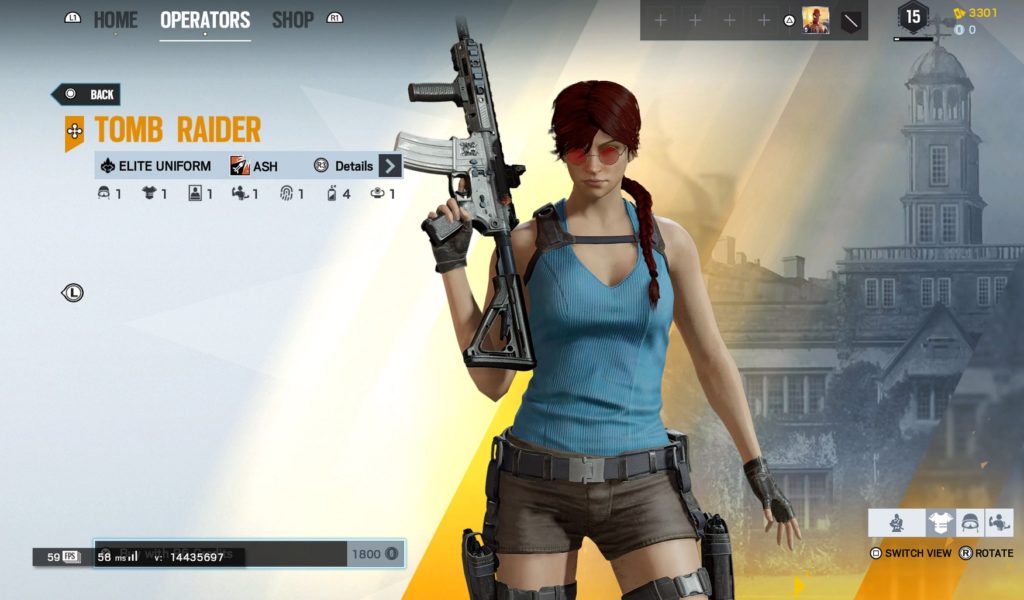 L1 HOME OPERATORS SHOP R1
15
3301
0
BACK
TOMB RAIDER
ELITE UNIFORM ASH R3 Details
1 1 1 1 1 4 1
L
59 FPS 58 ms v: 14435697 1800
SWITCH VIEW R ROTATE